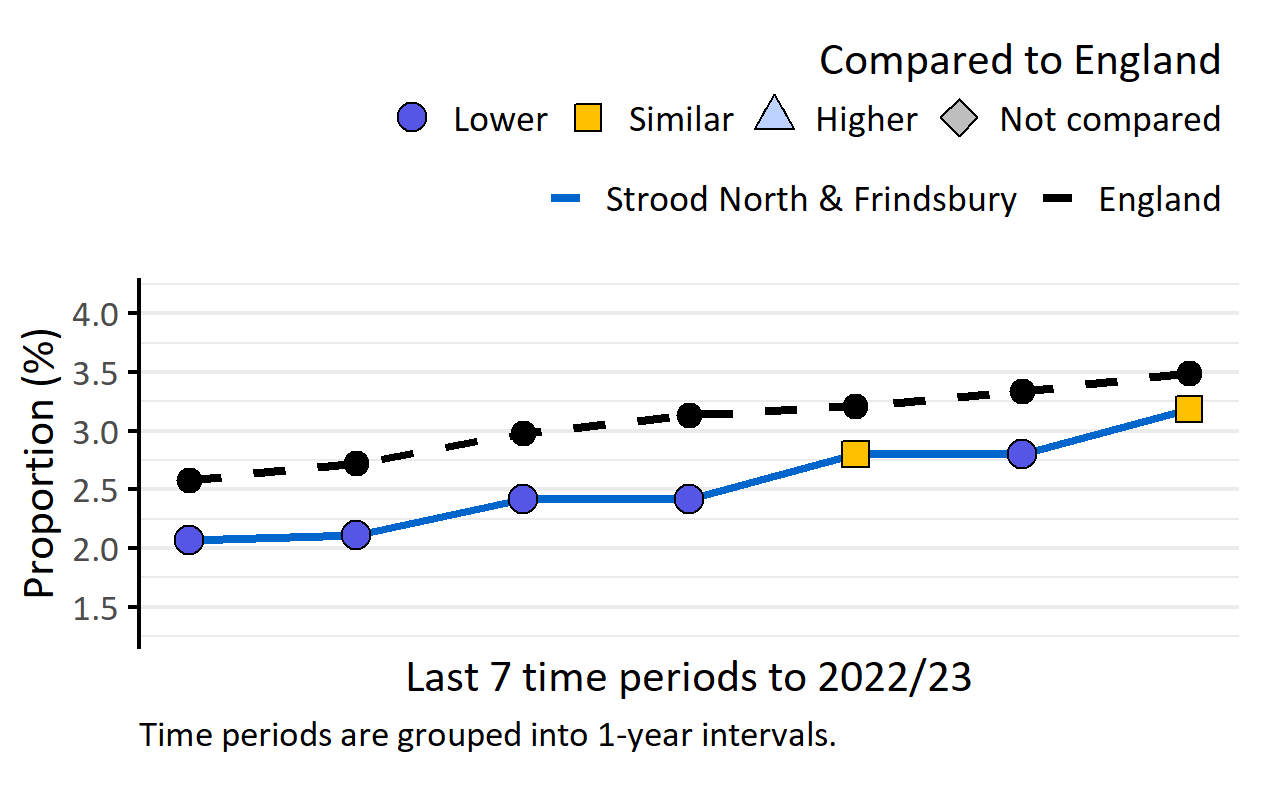 Compared to England
Lower Similar Higher Not compared
Strood North & Frindsbury England
Proportion (%)
4.0
3.5
3.0
2.5
2.0
1.5
Last 7 time periods to 2022/23
Time periods are grouped into 1-year intervals.